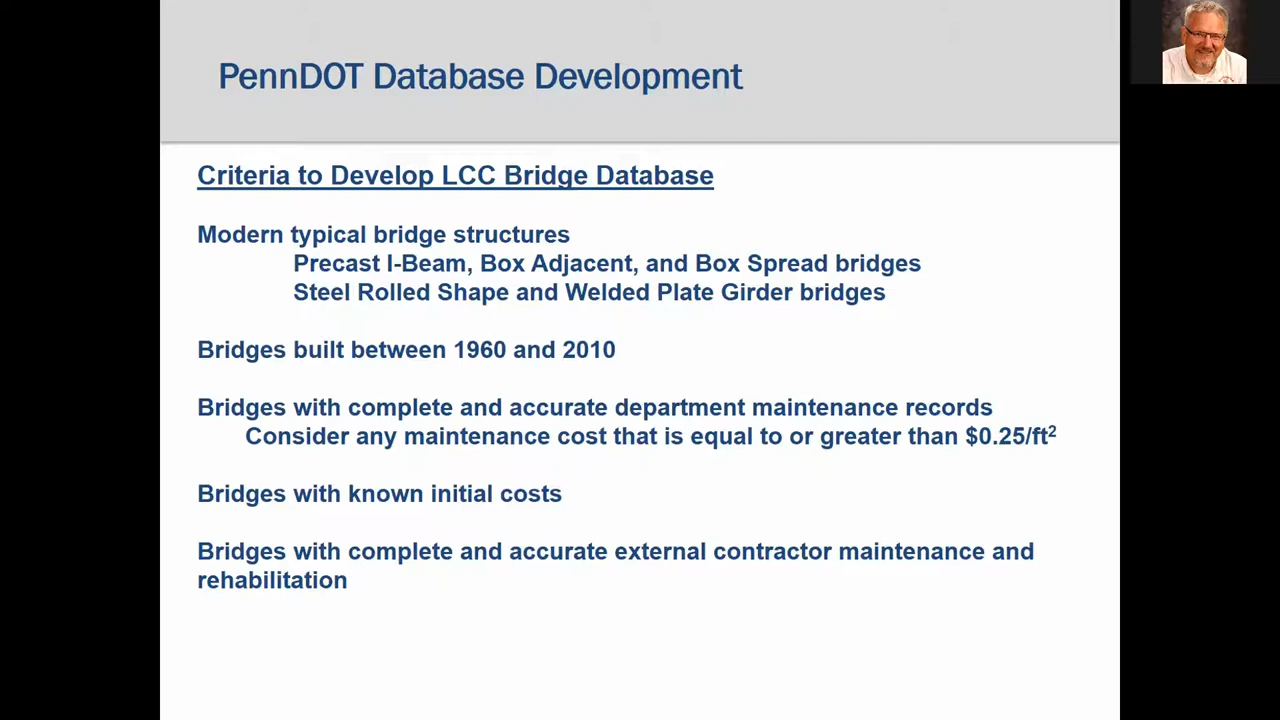 PennDOT Database Development
Criteria to Develop LCC Bridge Database
Modern typical bridge structures
Precast I-Beam, Box Adjacent, and Box Spread bridges
Steel Rolled Shape and Welded Plate Girder bridges
Bridges built between 1960 and 2010
Bridges with complete and accurate department maintenance records
Consider any maintenance cost that is equal to or greater than $0.25/ft²
Bridges with known initial costs
Bridges with complete and accurate external contractor maintenance and
rehabilitation